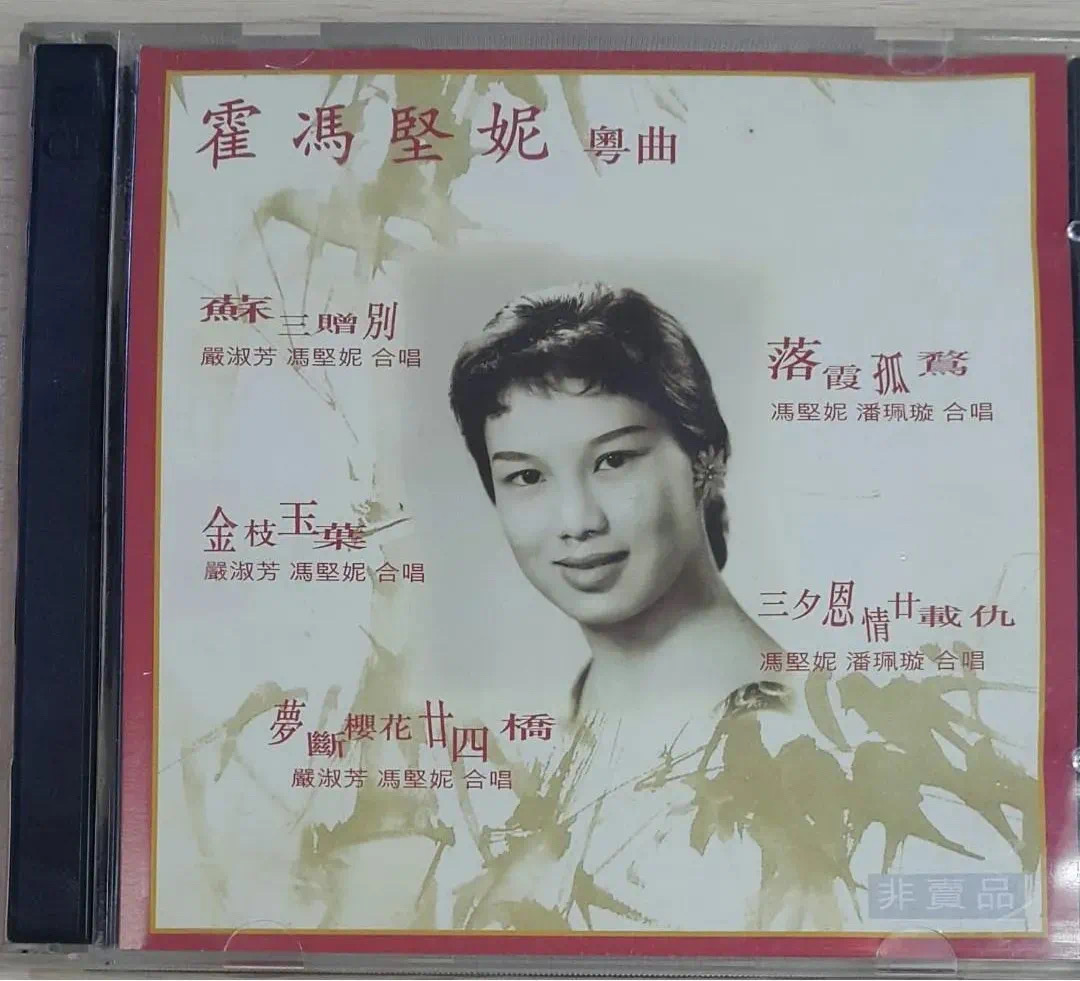 霍馮堅妮 粵曲
蘇三贈別
嚴淑芳 馮堅妮 合唱
落霞孤鶩
馮堅妮 潘珮璇 合唱
金枝玉葉
嚴淑芳 馮堅妮 合唱
三夕恩情廿載仇
馮堅妮 潘珮璇 合唱
夢斷櫻花廿四橋
嚴淑芳 馮堅妮 合唱
非賣品